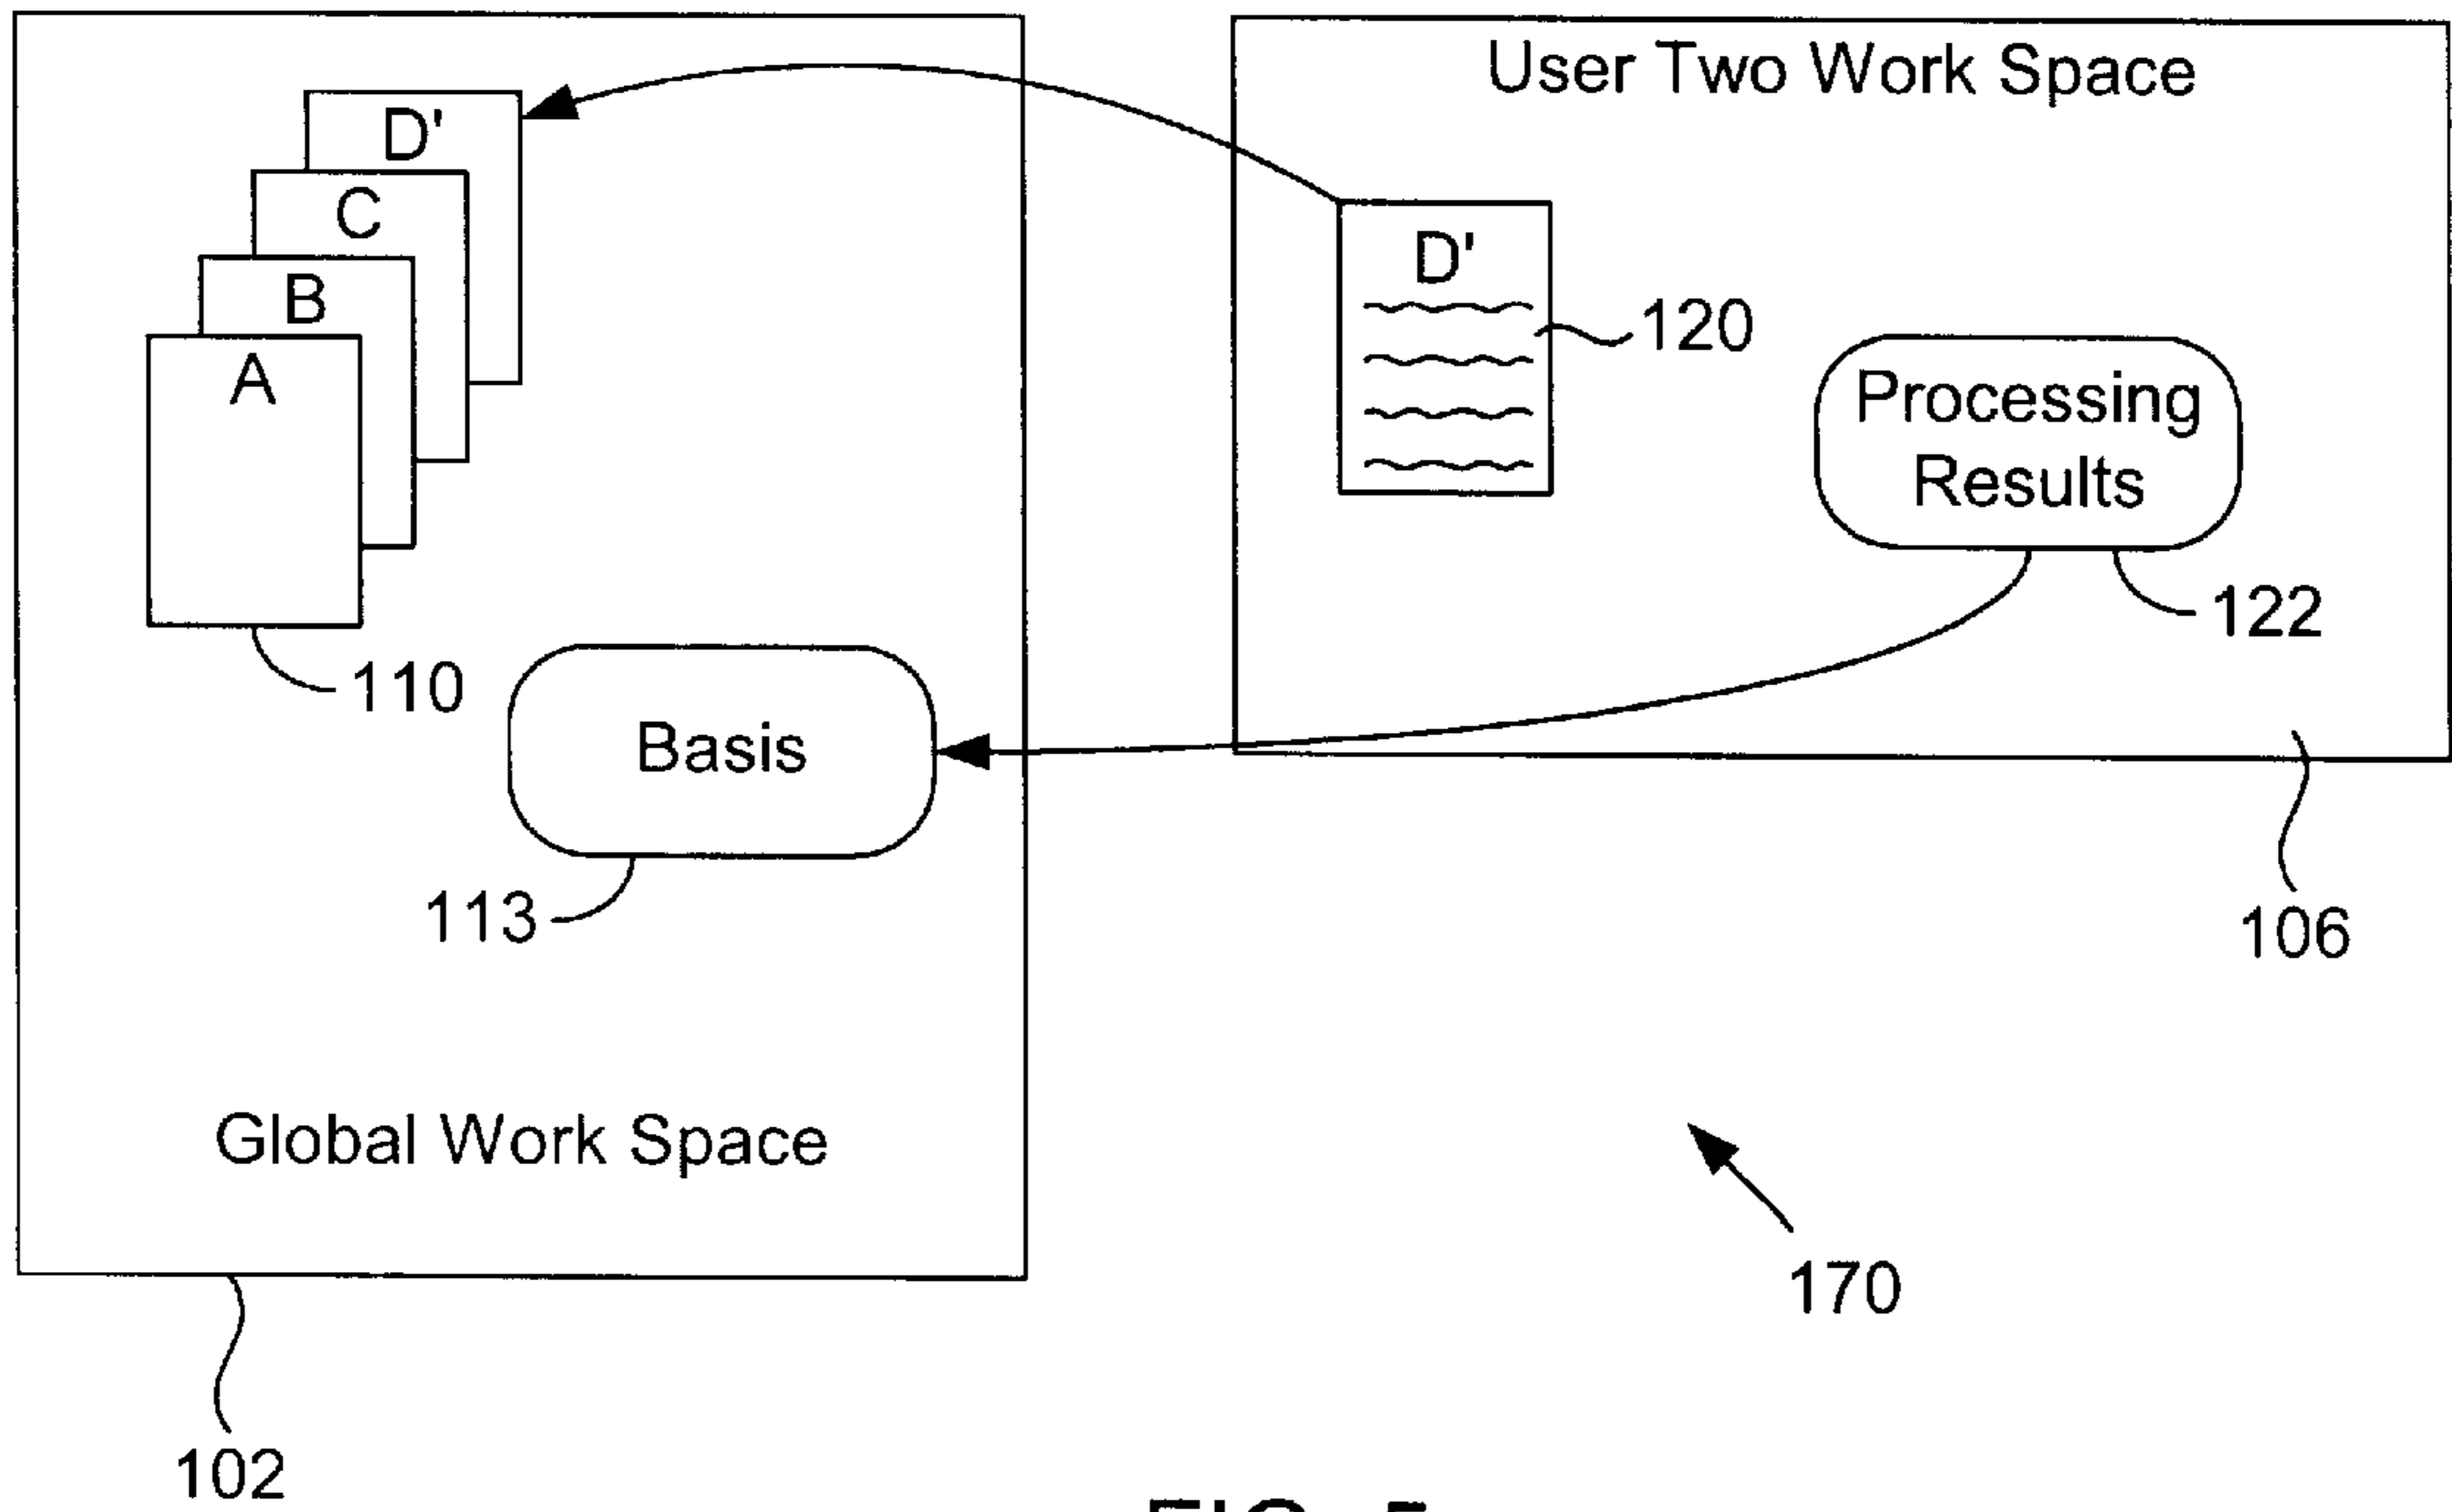 User Two Work Space
D'
C
B
A
D'
120
Processing
Results
122
110
Basis
113
106
Global Work Space
170
102